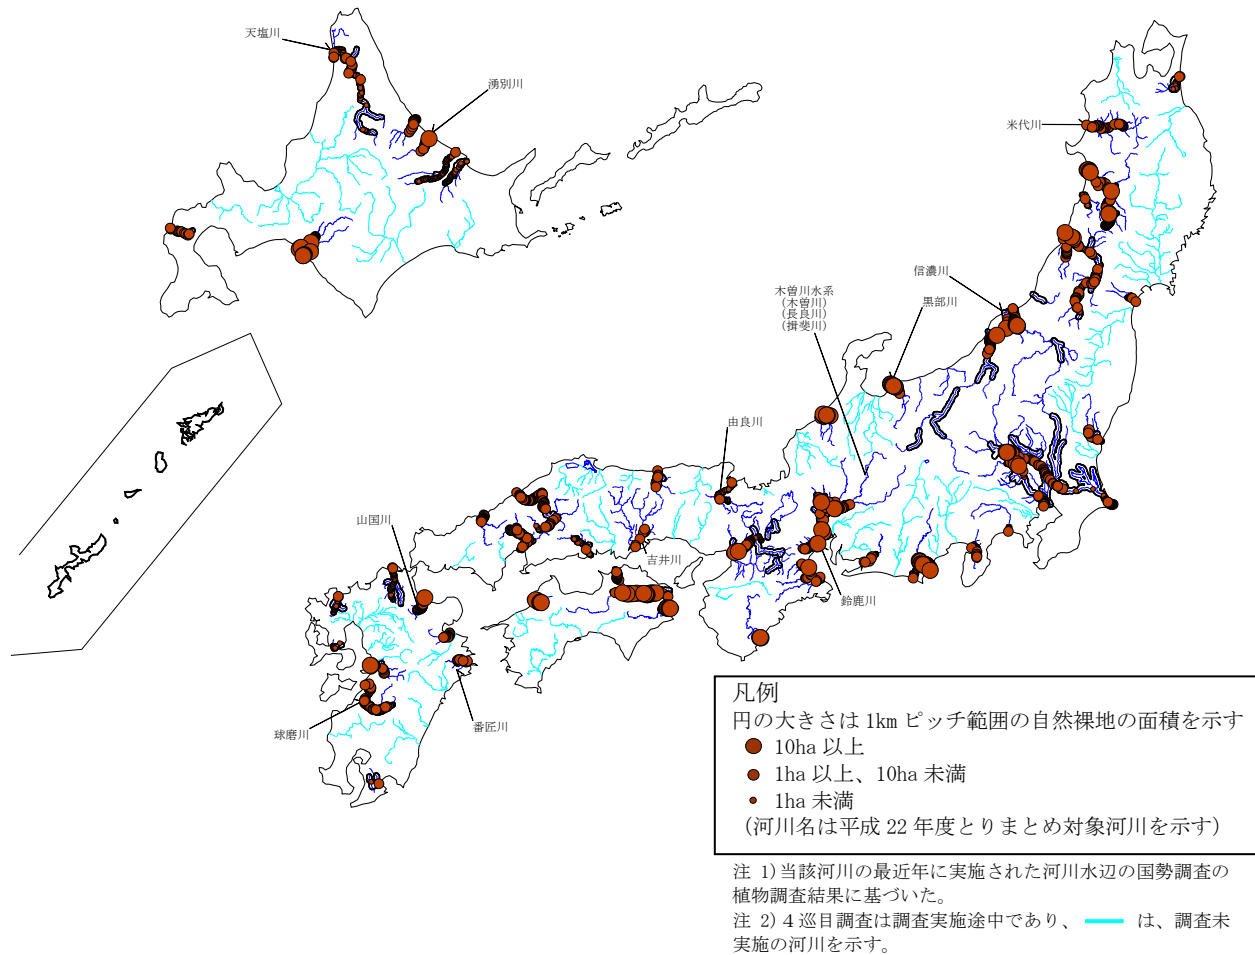 天塩川
湧別川
米代川
信濃川
木曽川水系
(木曽川)
(長良川)
(揖斐川)
黒部川
由良川
山国川
吉井川
鈴鹿川
球磨川
番匠川
凡例
円の大きさは 1km ピッチ範囲の自然裸地の面積を示す
10ha 以上
1ha 以上、10ha 未満
1ha 未満
(河川名は平成 22 年度とりまとめ対象河川を示す)
注 1)当該河川の最近年に実施された河川水辺の国勢調査の
植物調査結果に基づいた。
注 2)4 巡目調査は調査実施途中であり、 は、調査未
実施の河川を示す。